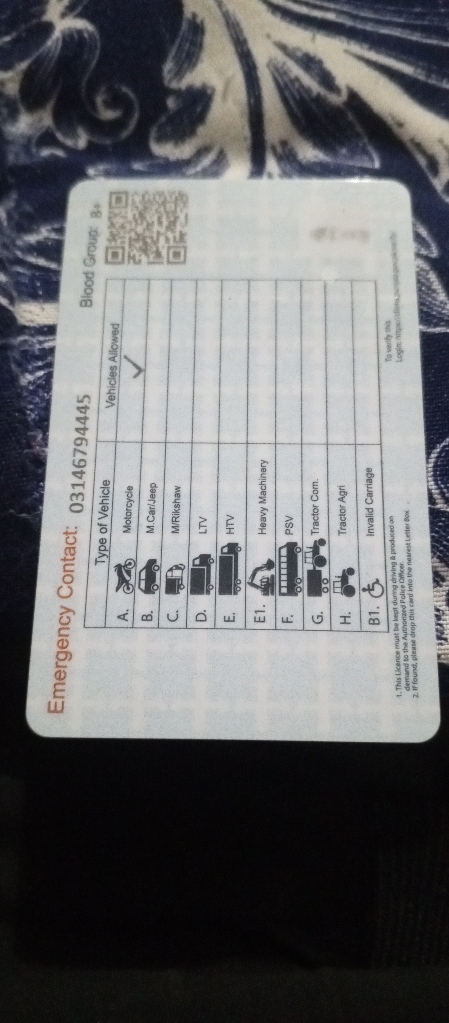 Emergency Contact: 03146794445 Blood Group: B+
Type of Vehicle Vehicles Allowed
A. Motorcycle ✓
B. M.Car/Jeep
C. M/Rikshaw
D. LTV
E. HTV
E1. Heavy Machinery
F. PSV
G. Tractor Com.
H. Tractor Agri
B1. Invalid Carriage
1. This Licence must be kept during driving & produced on
demand to the Authorized Police Officer.
2. If found, please drop this card into the nearest Letter Box.
To verify this
Login: